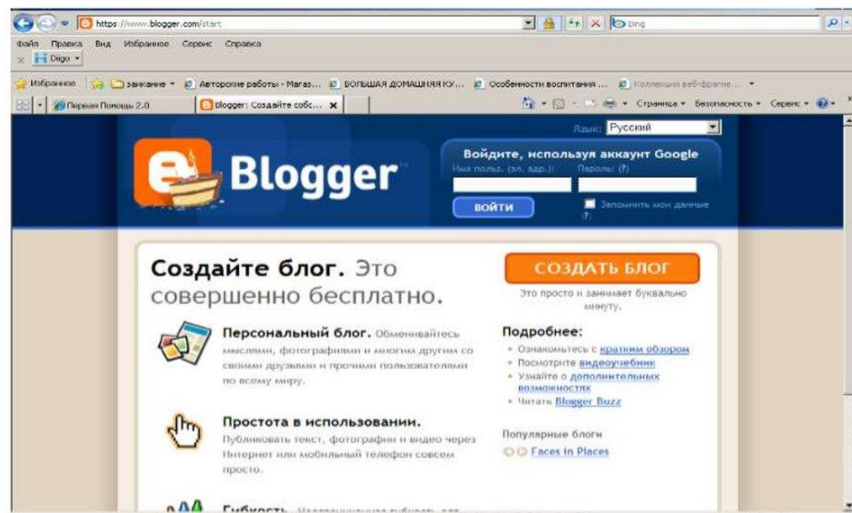 https://www.blogger.com/start
Bing
Файл Правка Вид Избранное Сервис Справка
Diigo
Избранное
заикание
Авторские работы - Магаз...
БОЛЬШАЯ ДОМАШНЯЯ КУ...
Особенности воспитания ...
Коллекция веб-фрагме...
Первая Помощь 2.0
Blogger: Создайте собс...
Страница Безопасность Сервис
Язык: Русский
Blogger
Войдите, используя аккаунт Google
Имя польз. (эл. адр.): Пароль: (?)
ВОЙТИ
Запомнить мои данные
(?)
Создайте блог. Это
совершенно бесплатно.
СОЗДАТЬ БЛОГ
Это просто и занимает буквально
минуту.
Персональный блог. Обменивайтесь
мыслями, фотографиями и многим другим со
своими друзьями и прочими пользователями
по всему миру.
Простота в использовании.
Публиковать текст, фотографии и видео через
Интернет или мобильный телефон совсем
просто.
Гибкость.
Подробнее:
Ознакомьтесь с кратким обзором
Посмотрите видеоучебник
Узнайте о дополнительных
возможностях
Читать Blogger Buzz
Популярные блоги
Faces in Places